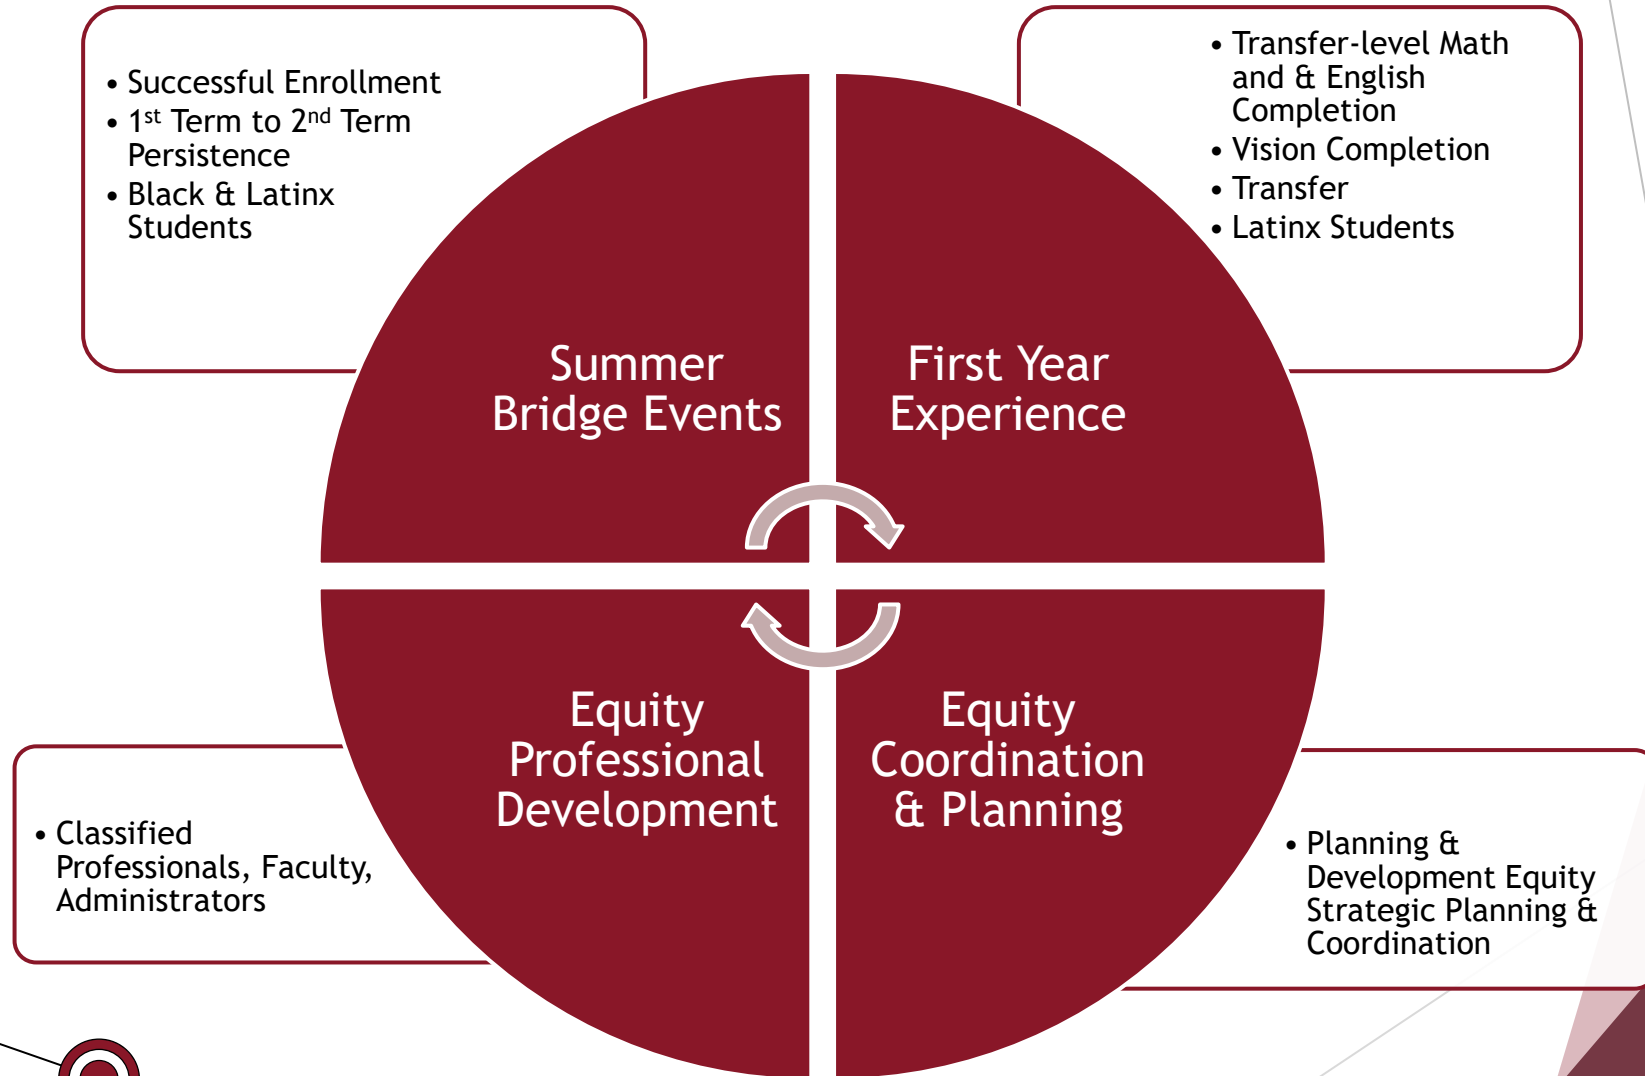 • Successful Enrollment
• 1st Term to 2nd Term
Persistence
• Black & Latinx
Students
• Transfer-level Math
and & English
Completion
• Vision Completion
• Transfer
• Latinx Students
Summer
Bridge Events
First Year
Experience
Equity
Professional
Development
Equity
Coordination
& Planning
• Classified
Professionals, Faculty,
Administrators
• Planning &
Development Equity
Strategic Planning &
Coordination